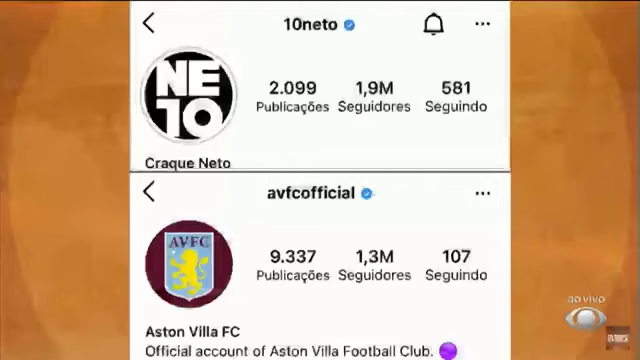 10neto
NE
10
2.099 1,9M 581
Publicações Seguidores Seguindo
Craque Neto
avfcofficial
AVFC
9.337 1,3M 107
Publicações Seguidores Seguindo
Aston Villa FC
Official account of Aston Villa Football Club.
AO VIVO